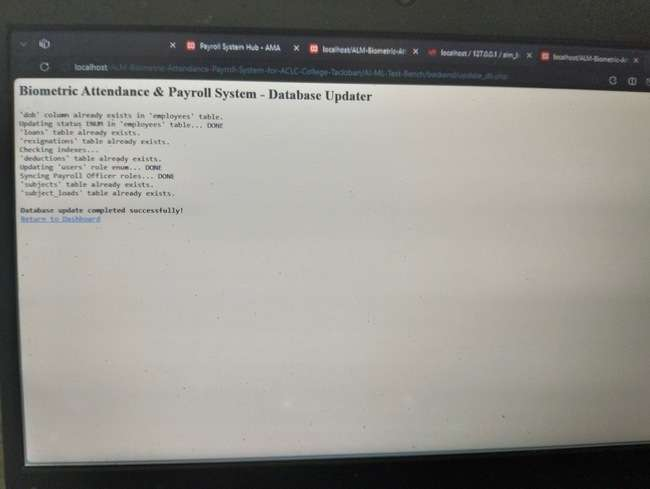 Payroll System Hub - AMA
localhost/ALM-Biometric-At
localhost / 127.0.0.1 / alm_
localhost/ALM-Biometric-A
localhost/ALM-Biometric-Attendance-Payroll-System-for-ACLC-College-Tacloban/AI-ML-Test-Bench/backend/update_db.php
Biometric Attendance & Payroll System - Database Updater
'dob' column already exists in 'employees' table.
Updating status ENUM in 'employees' table... DONE
'loans' table already exists.
'resignations' table already exists.
Checking indexes...
'deductions' table already exists.
Updating 'users' role enum... DONE
Syncing Payroll Officer roles... DONE
'subjects' table already exists.
'subject_loads' table already exists.
Database update completed successfully!
Return to Dashboard